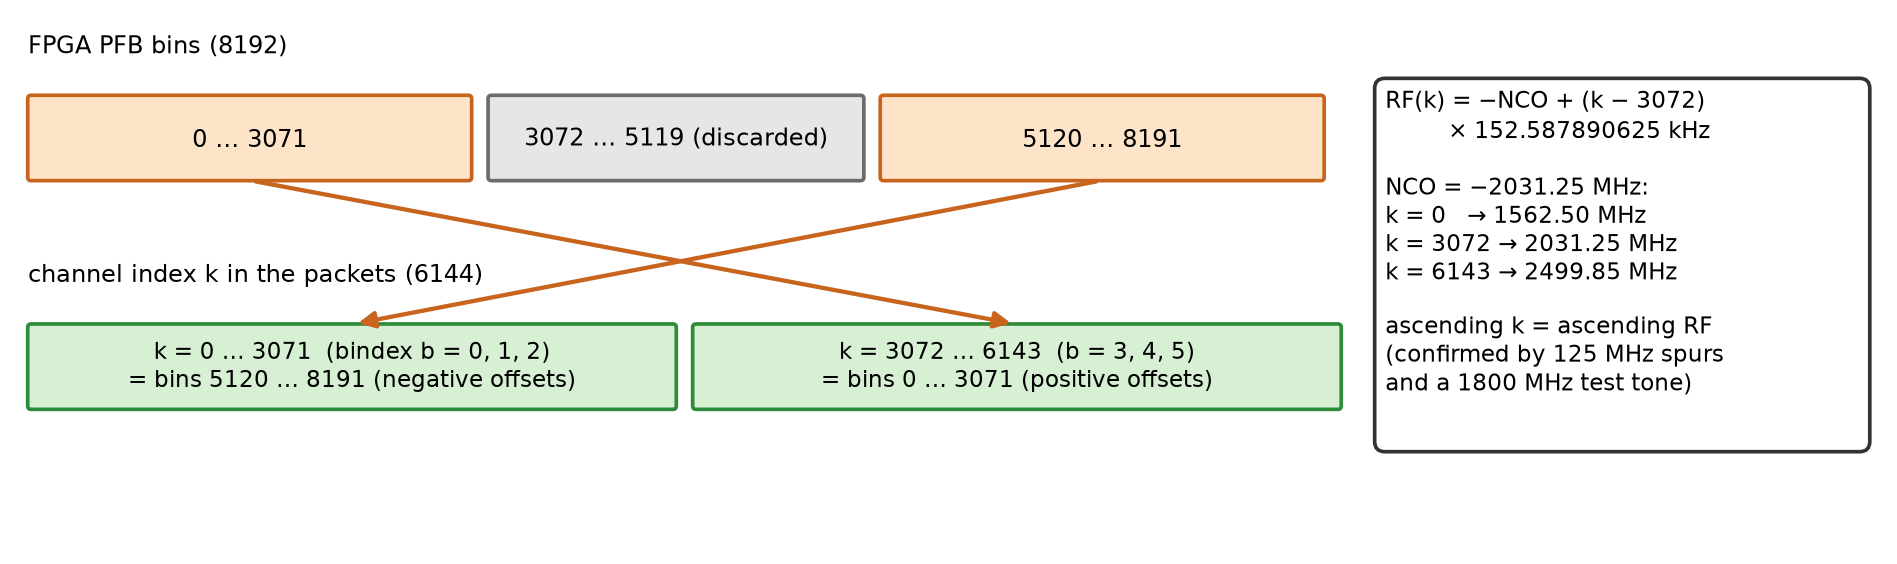 FPGA PFB bins (8192)
0 … 3071
3072 … 5119 (discarded)
5120 … 8191
channel index k in the packets (6144)
k = 0 … 3071  (bindex b = 0, 1, 2)
= bins 5120 … 8191 (negative offsets)
k = 3072 … 6143  (b = 3, 4, 5)
= bins 0 … 3071 (positive offsets)
RF(k) = −NCO + (k − 3072)
× 152.587890625 kHz
NCO = −2031.25 MHz:
k = 0   → 1562.50 MHz
k = 3072 → 2031.25 MHz
k = 6143 → 2499.85 MHz
ascending k = ascending RF
(confirmed by 125 MHz spurs
and a 1800 MHz test tone)